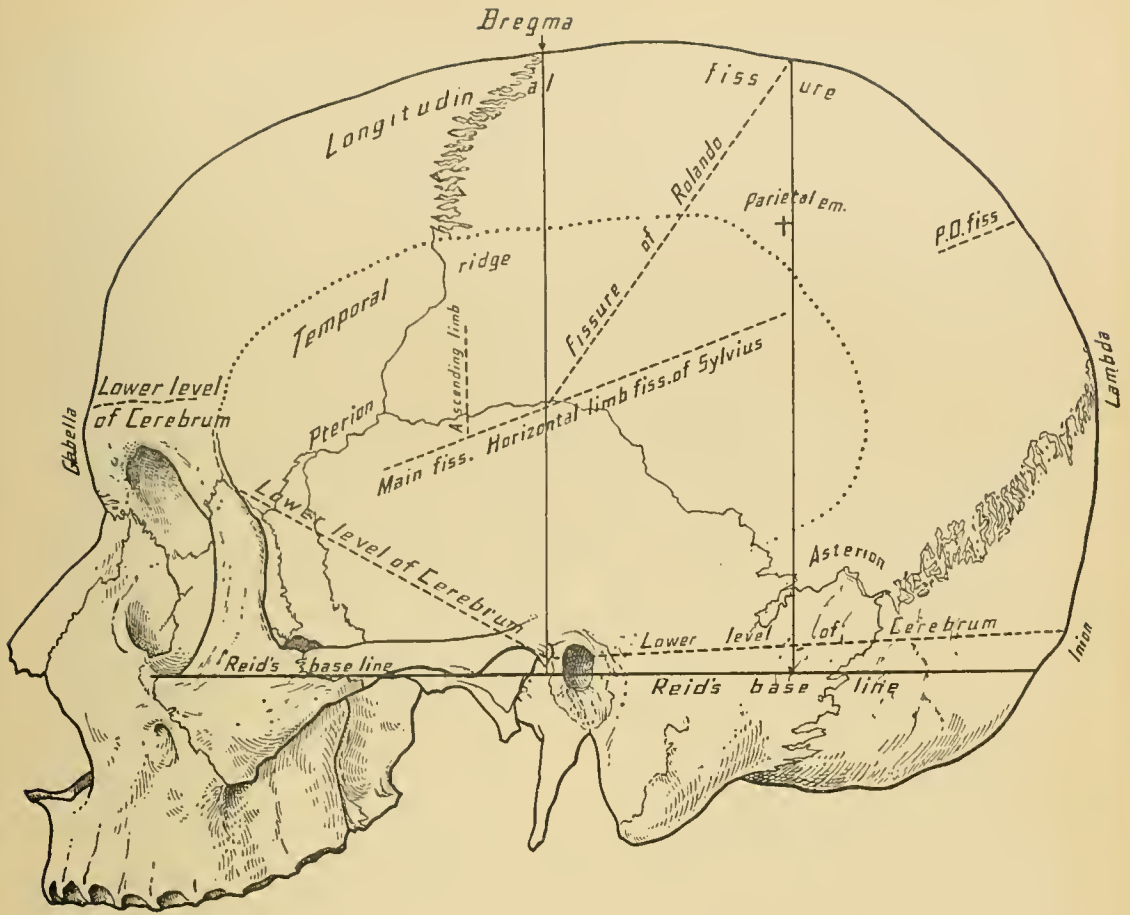 Bregma
Longitudinal fissure
Fissure of Rolando
Parietal em.
P.O. fiss
Temporal ridge
Ascending limb
Lambda
Lower level
of Cerebrum
Glabella
Pterion
Main fiss. Horizontal limb fiss. of Sylvius
Lower level of Cerebrum
Asterion
Lower level of Cerebrum
Inion
Reid's base line
Reid's base line